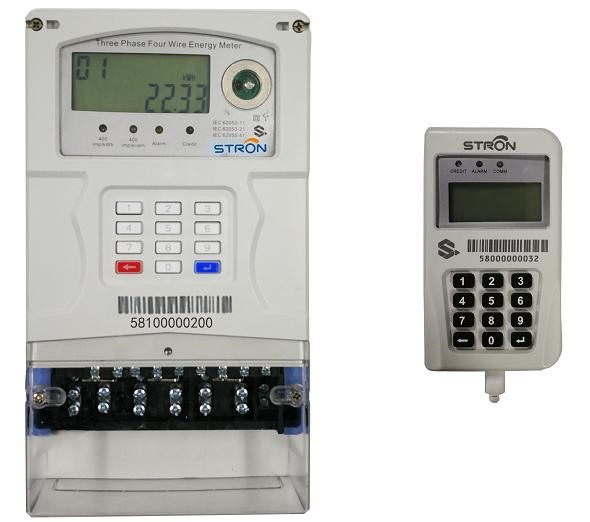 Three Phase Four Wire Energy Meter
01
kWh
22.33
400
imp/kWh
400
imp/kvarh
Alarm
Credit
IEC 62052-11
IEC 62053-21
IEC 62055-41
STRON
1 2 3
4 5 6
7 8 9
0
58100000200
STRON
CREDIT ALARM COMM
58000000032
1 2 3
4 5 6
7 8 9
0